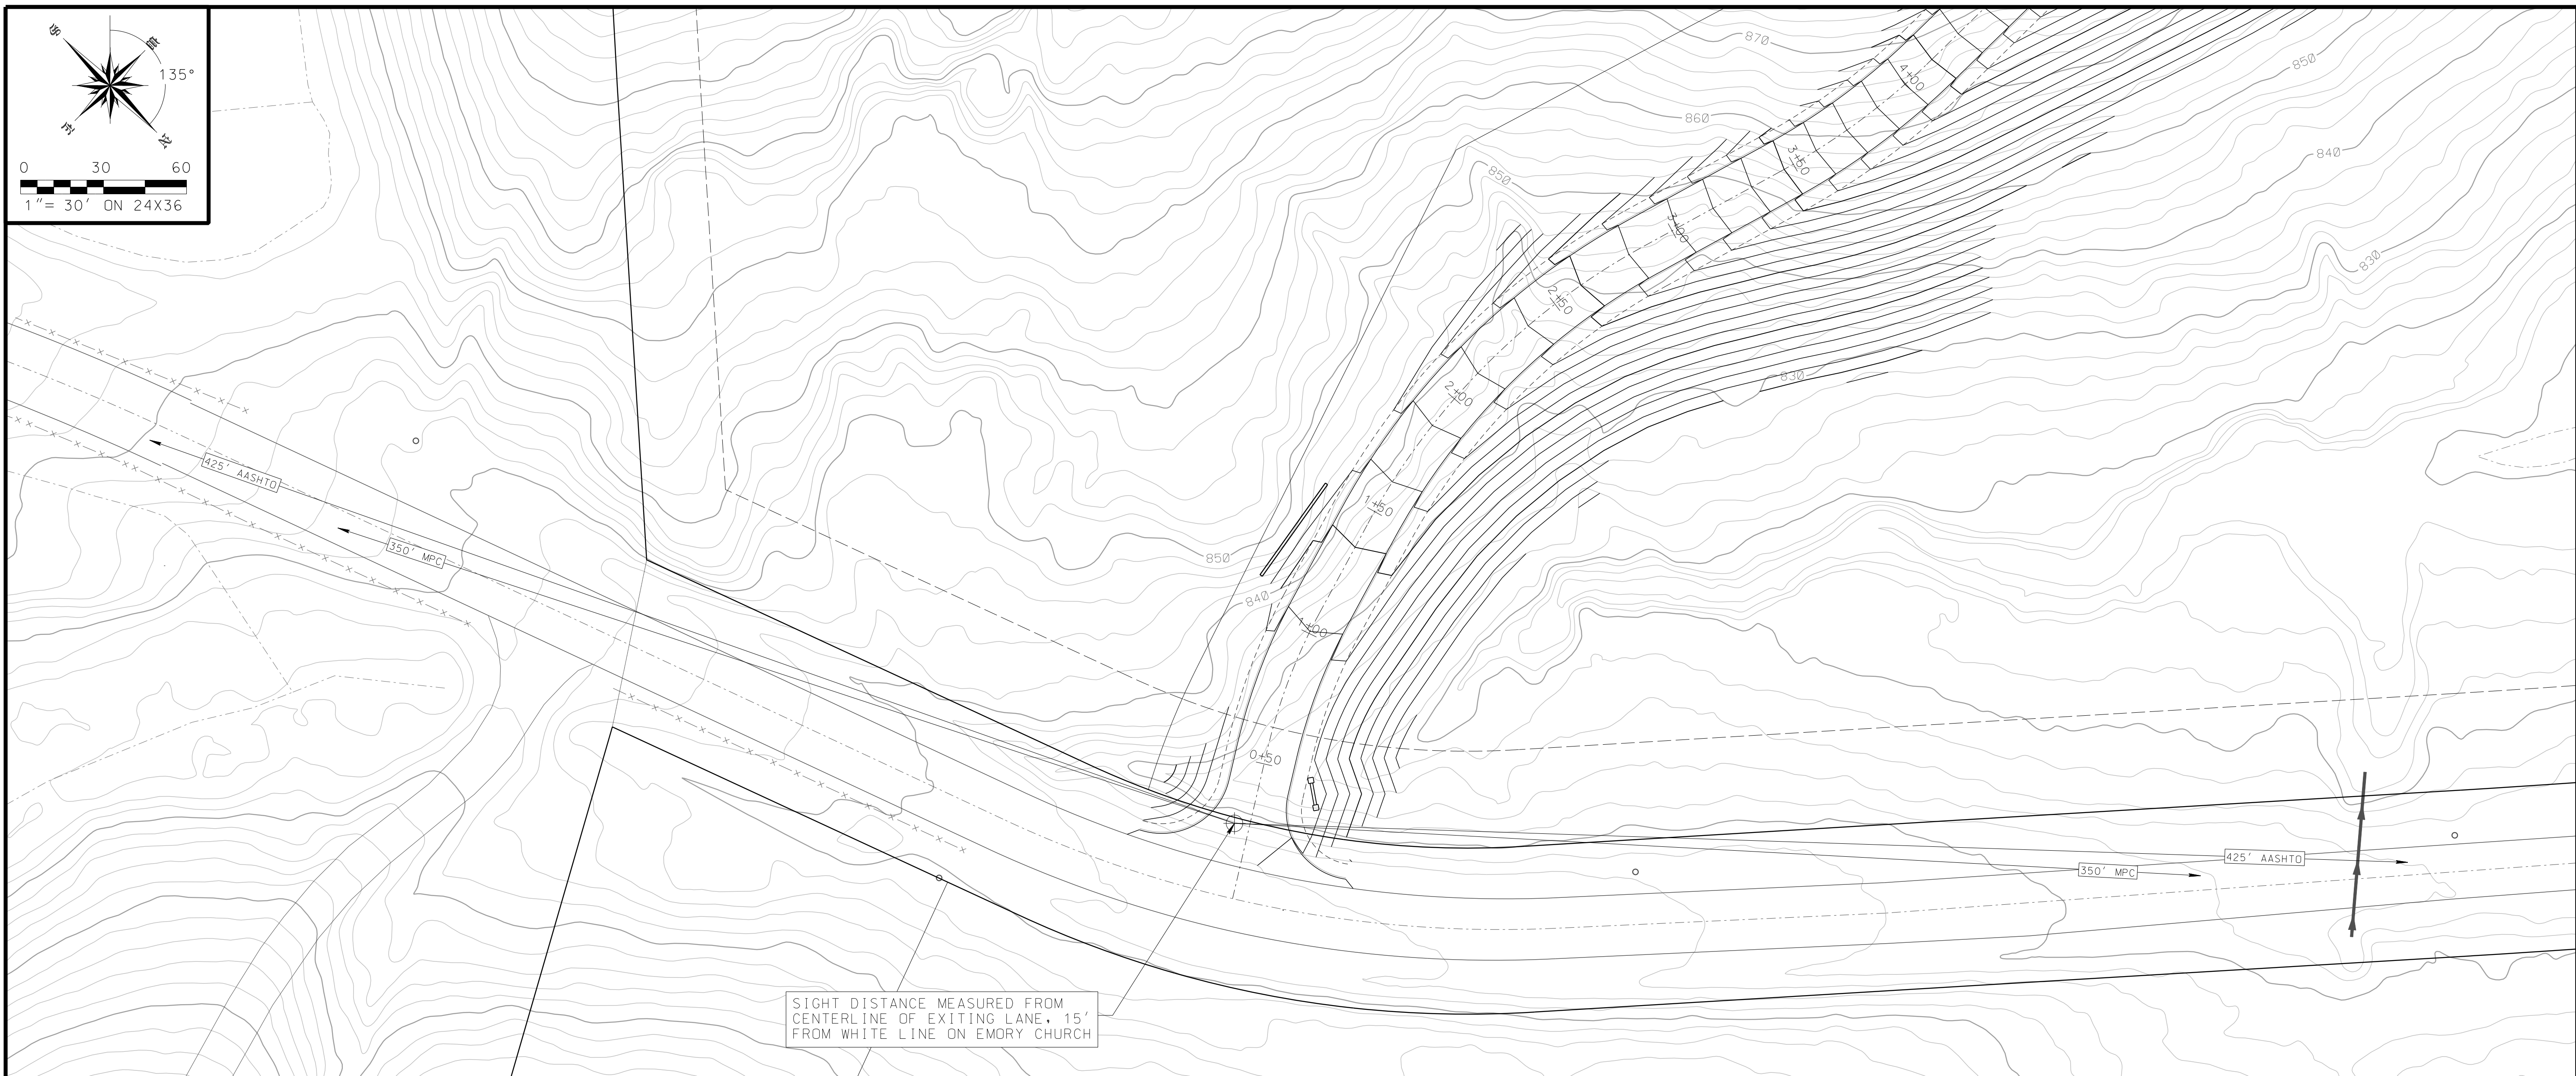 135°
0 30 60
1"= 30' ON 24X36
870
860
850
850
840
830
830
850
840
4+00
3+50
3+00
2+50
2+00
1+50
1+00
0+50
425' AASHTO
350' MPC
350' MPC
425' AASHTO
SIGHT DISTANCE MEASURED FROM
CENTERLINE OF EXITING LANE, 15'
FROM WHITE LINE ON EMORY CHURCH